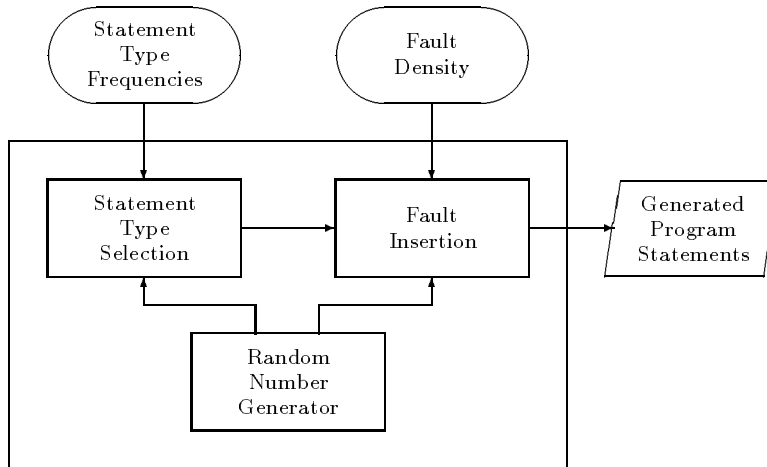 Statement
Type
Frequencies
Fault
Density
Statement
Type
Selection
Fault
Insertion
Generated
Program
Statements
Random
Number
Generator